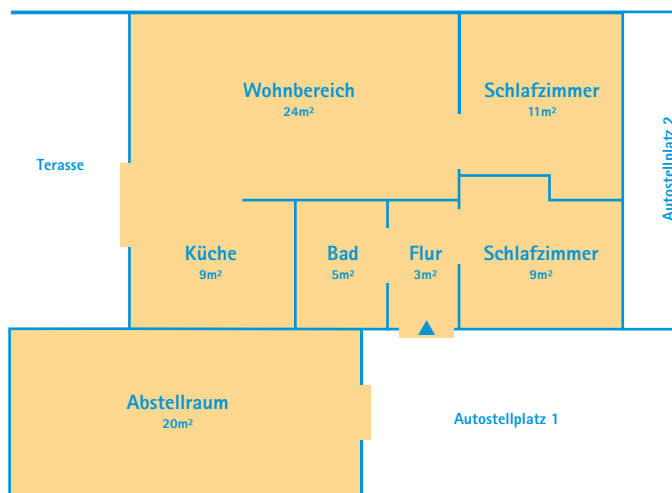 Wohnbereich
24m²
Schlafzimmer
11m²
Terasse
Autostellplatz 2
Küche
9m²
Bad
5m²
Flur
3m²
Schlafzimmer
9m²
Abstellraum
20m²
Autostellplatz 1